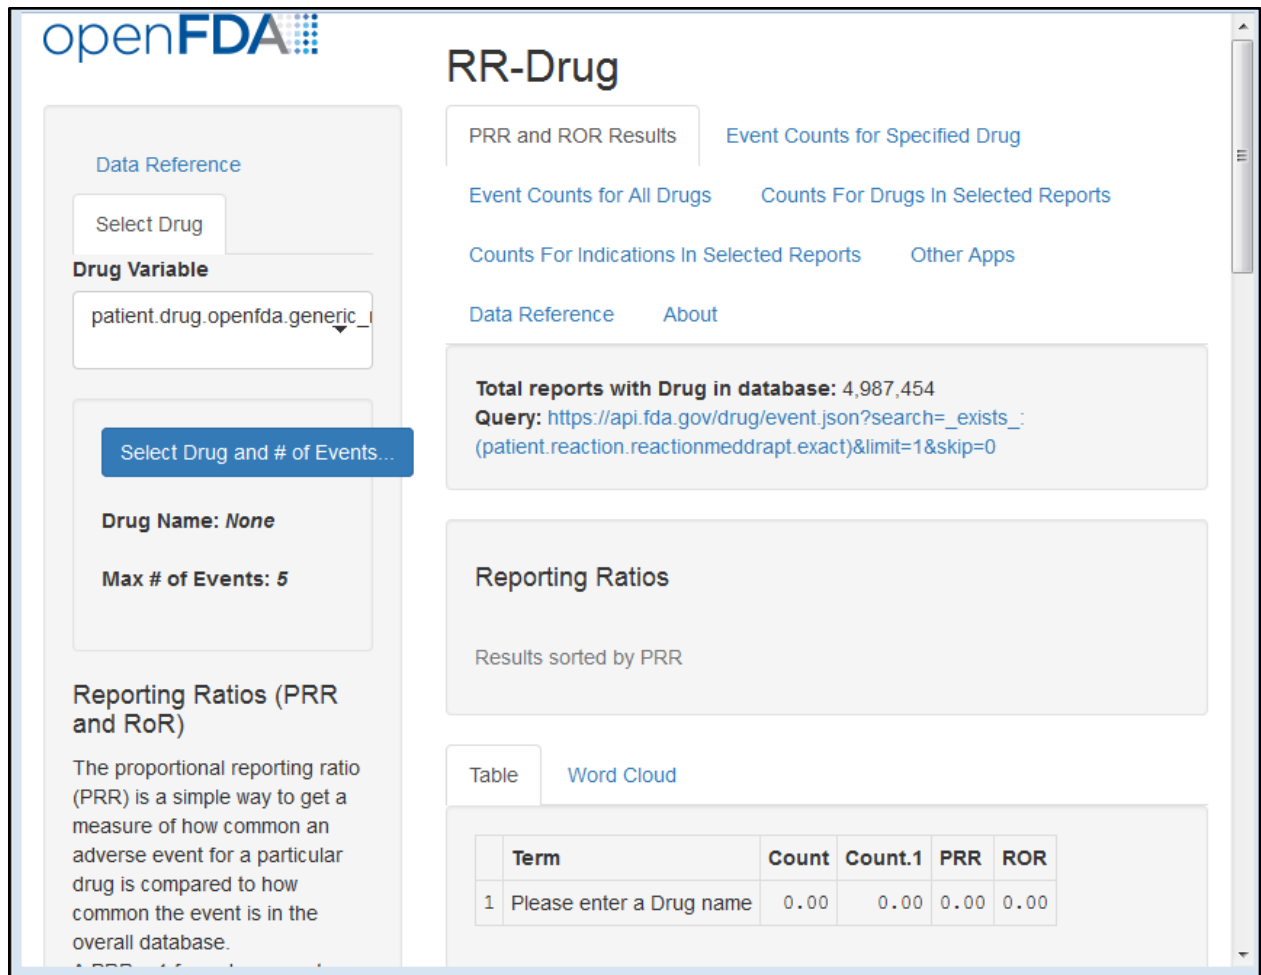 openFDA
Data Reference
Select Drug
Drug Variable
patient.drug.openfda.generic_
Select Drug and # of Events...
Drug Name: None
Max # of Events: 5
Reporting Ratios (PRR
and RoR)
The proportional reporting ratio
(PRR) is a simple way to get a
measure of how common an
adverse event for a particular
drug is compared to how
common the event is in the
overall database.
RR-Drug
PRR and ROR Results
Event Counts for Specified Drug
Event Counts for All Drugs
Counts For Drugs In Selected Reports
Counts For Indications In Selected Reports
Other Apps
Data Reference
About
Total reports with Drug in database: 4,987,454
Query: https://api.fda.gov/drug/event.json?search=_exists_:
(patient.reaction.reactionmeddrapt.exact)&limit=1&skip=0
Reporting Ratios
Results sorted by PRR
Table
Word Cloud
Term Count Count.1 PRR ROR
1 Please enter a Drug name 0.00 0.00 0.00 0.00